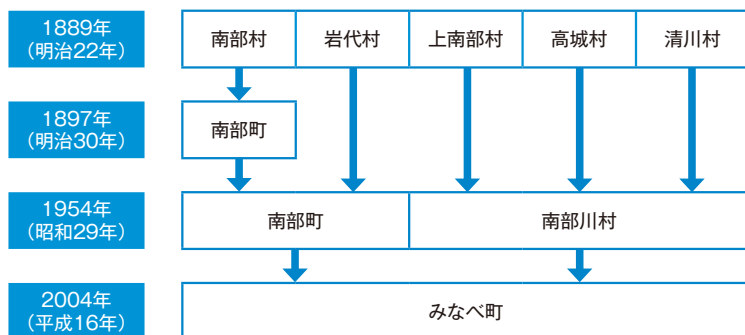 1889年
（明治22年）
南部村
岩代村
上南部村
高城村
清川村
1897年
（明治30年）
南部町
1954年
（昭和29年）
南部町
南部川村
2004年
（平成16年）
みなべ町